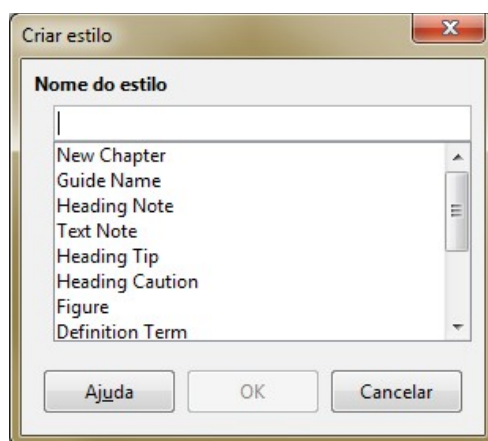 Criar estilo
Nome do estilo
New Chapter
Guide Name
Heading Note
Text Note
Heading Tip
Heading Caution
Figure
Definition Term
Ajuda
OK
Cancelar